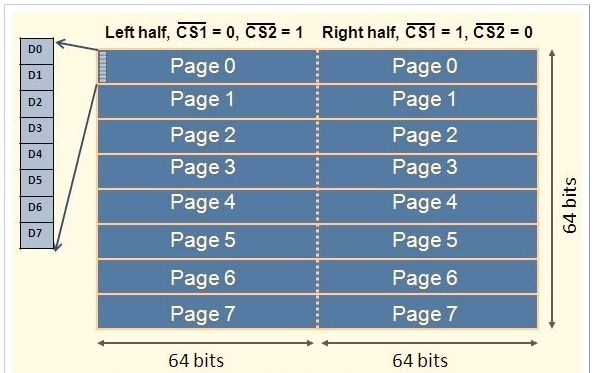 Left half, CS1 = 0, CS2 = 1 Right half, CS1 = 1, CS2 = 0
D0
D1
D2
D3
D4
D5
D6
D7
Page 0 Page 0
Page 1 Page 1
Page 2 Page 2
Page 3 Page 3
Page 4 Page 4
Page 5 Page 5
Page 6 Page 6
Page 7 Page 7
64 bits
64 bits 64 bits